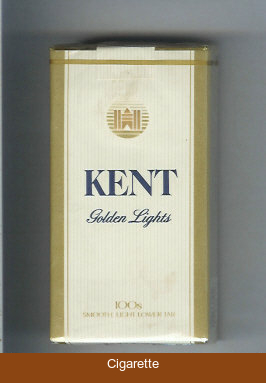 KENT
Golden Lights
100s
SMOOTH, LIGHT LOWER TAR
Cigarette